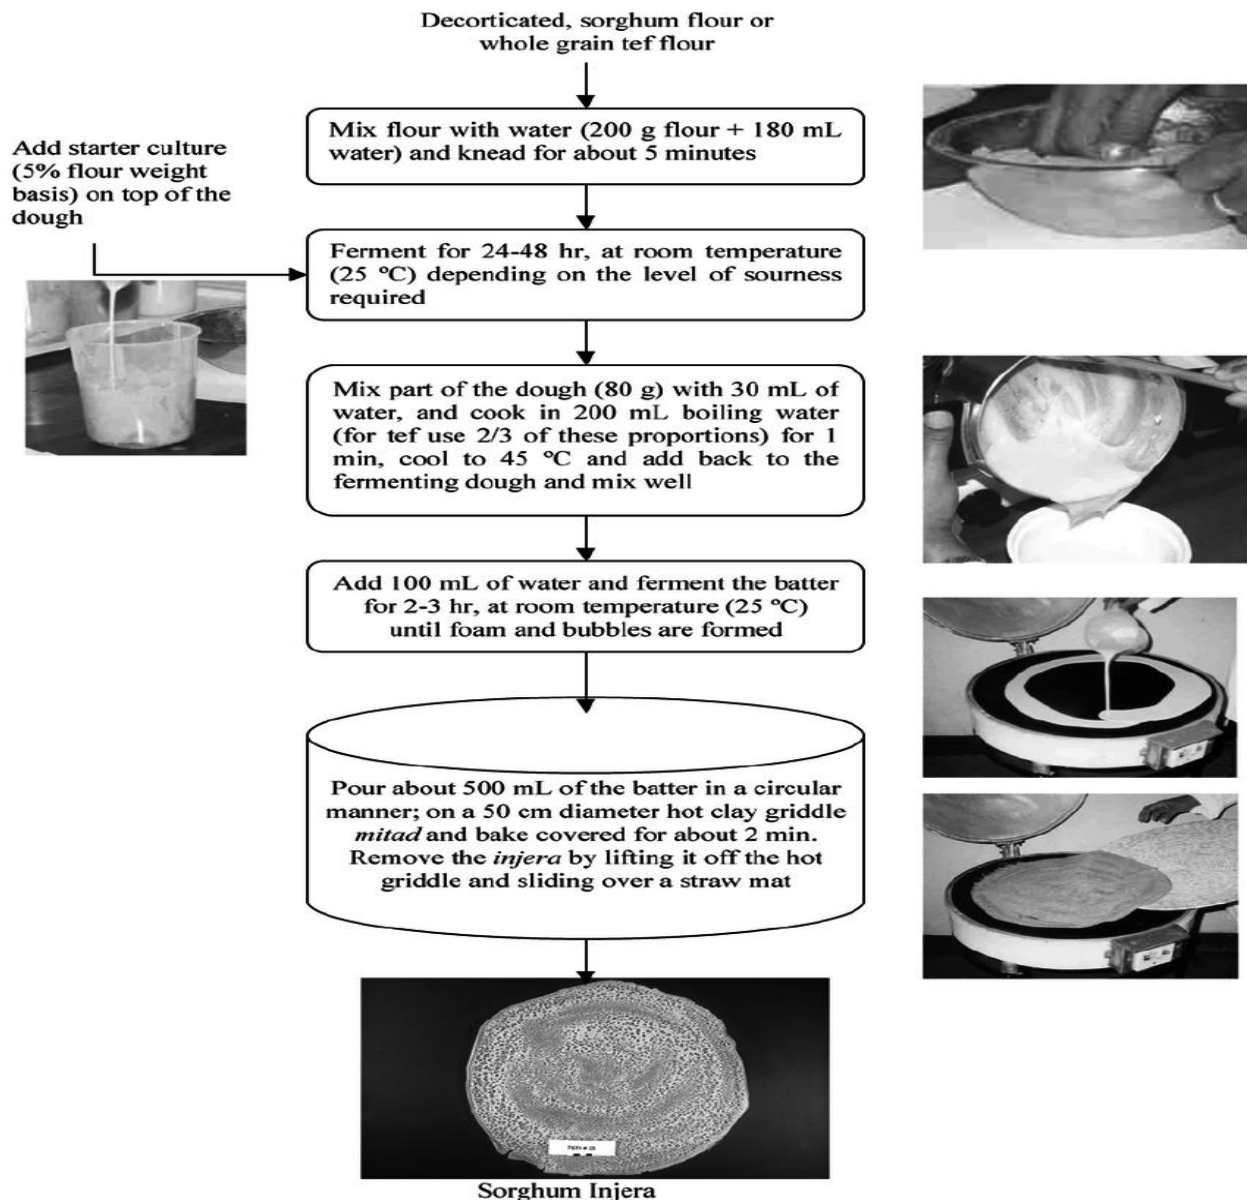 Decorticated, sorghum flour or
whole grain tef flour
Mix flour with water (200 g flour + 180 mL
water) and knead for about 5 minutes
Add starter culture
(5% flour weight
basis) on top of the
dough
Ferment for 24-48 hr, at room temperature
(25 ºC) depending on the level of sourness
required
Mix part of the dough (80 g) with 30 mL of
water, and cook in 200 mL boiling water
(for tef use 2/3 of these proportions) for 1
min, cool to 45 ºC and add back to the
fermenting dough and mix well
Add 100 mL of water and ferment the batter
for 2-3 hr, at room temperature (25 ºC)
until foam and bubbles are formed
Pour about 500 mL of the batter in a circular
manner; on a 50 cm diameter hot clay griddle
mitad and bake covered for about 2 min.
Remove the injera by lifting it off the hot
griddle and sliding over a straw mat
Sorghum Injera